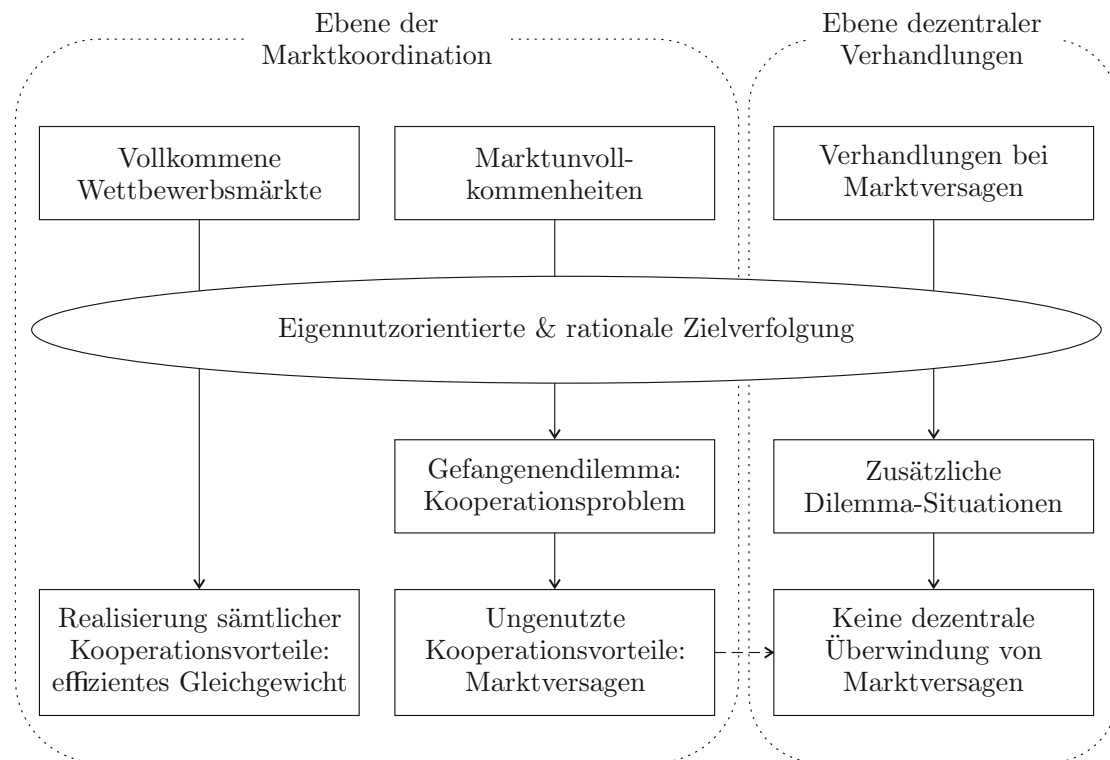 Ebene der
Marktkoordination
Ebene dezentraler
Verhandlungen
Vollkommene
Wettbewerbsmärkte
Marktunvoll-
kommenheiten
Verhandlungen bei
Marktversagen
Eigennutzorientierte & rationale Zielverfolgung
Gefangenendilemma:
Kooperationsproblem
Zusätzliche
Dilemma-Situationen
Realisierung sämtlicher
Kooperationsvorteile:
effizientes Gleichgewicht
Ungenutzte
Kooperationsvorteile:
Marktversagen
Keine dezentrale
Überwindung von
Marktversagen